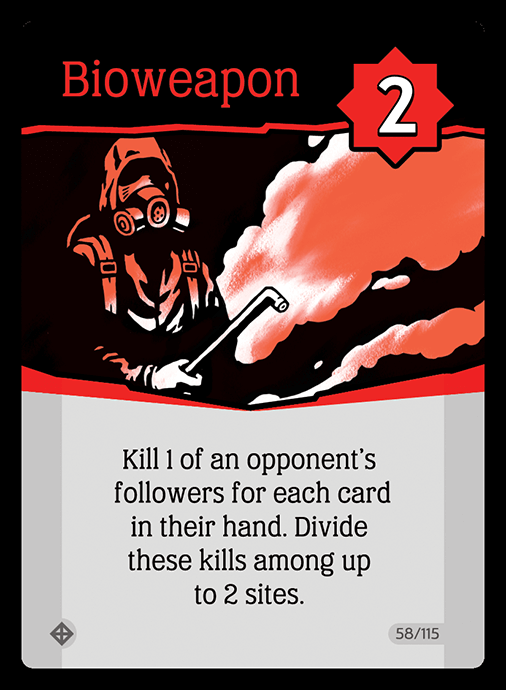 Bioweapon
2
Kill 1 of an opponent's
followers for each card
in their hand. Divide
these kills among up
to 2 sites.
58/115